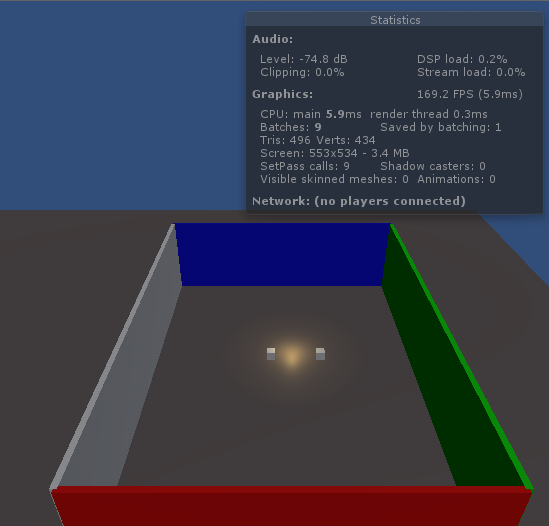 Statistics
Audio:
Level: -74.8 dB DSP load: 0.2%
Clipping: 0.0% Stream load: 0.0%
Graphics: 169.2 FPS (5.9ms)
CPU: main 5.9ms render thread 0.3ms
Batches: 9 Saved by batching: 1
Tris: 496 Verts: 434
Screen: 553x534 - 3.4 MB
SetPass calls: 9 Shadow casters: 0
Visible skinned meshes: 0 Animations: 0
Network: (no players connected)